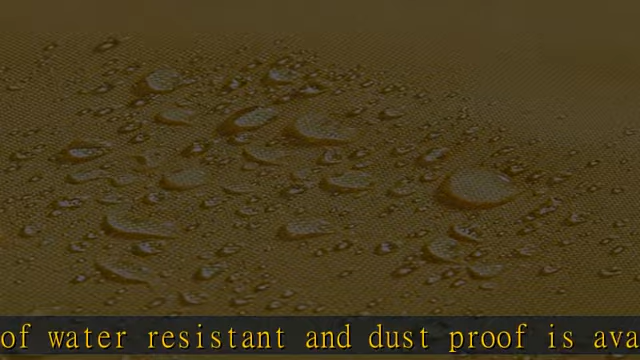 of water resistant and dust proof is ava